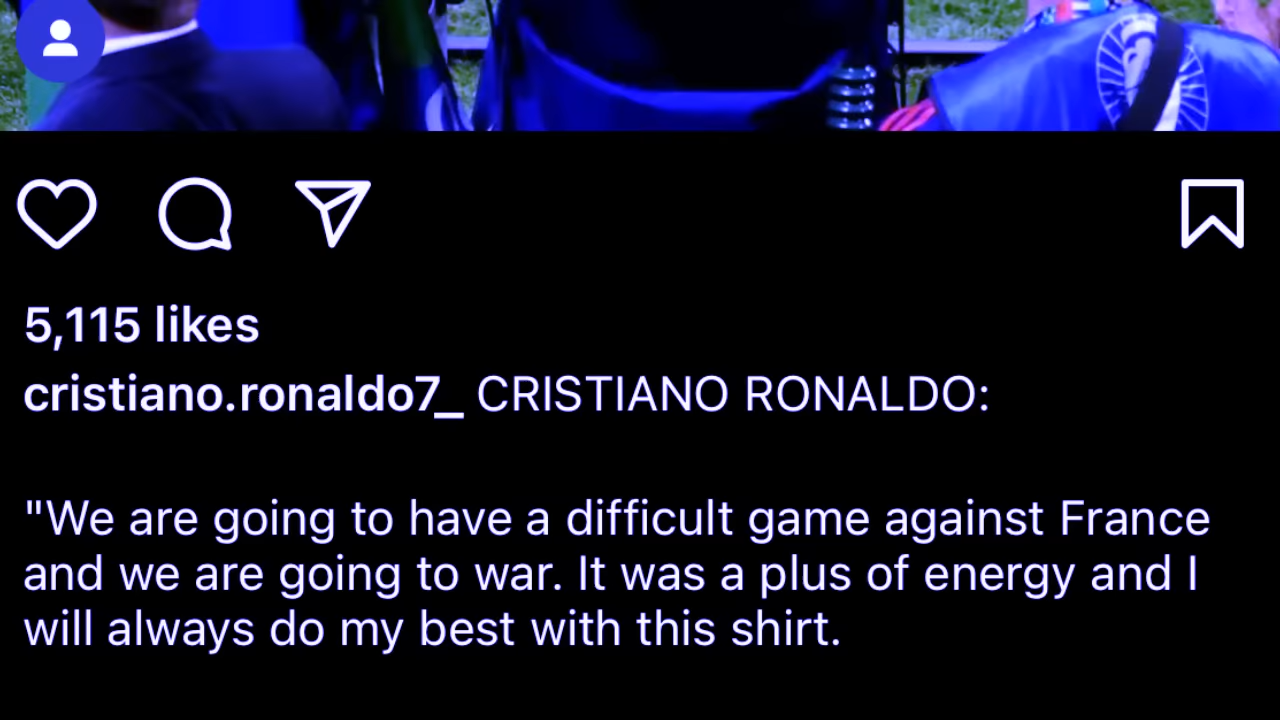 5,115 likes
cristiano.ronaldo7_ CRISTIANO RONALDO:
"We are going to have a difficult game against France
and we are going to war. It was a plus of energy and I
will always do my best with this shirt.